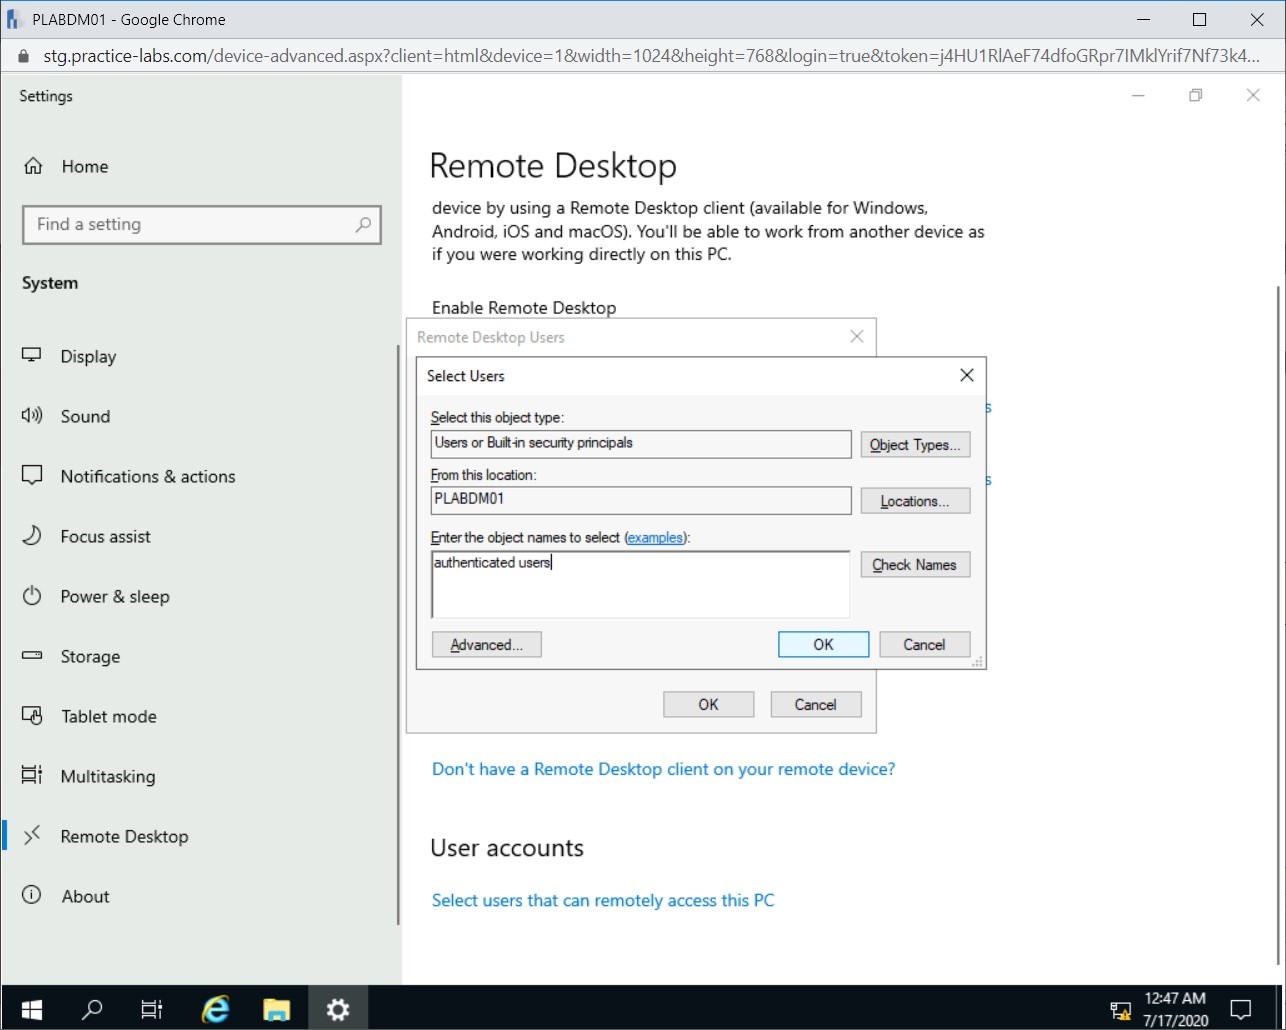 PLABDM01 - Google Chrome
stg.practice-labs.com/device-advanced.aspx?client=html&device=1&width=1024&height=768&login=true&token=j4HU1RlAeF74dfoGRpr7IMklYrif7Nf73k4...
Settings
Home
Find a setting
System
Display
Sound
Notifications & actions
Focus assist
Power & sleep
Storage
Tablet mode
Multitasking
Remote Desktop
About
Remote Desktop
device by using a Remote Desktop client (available for Windows,
Android, iOS and macOS). You'll be able to work from another device as
if you were working directly on this PC.
Enable Remote Desktop
Remote Desktop Users
Select Users
Select this object type:
Users or Built-in security principals
Object Types...
From this location:
PLABDM01
Locations...
Enter the object names to select (examples):
authenticated users
Check Names
Advanced...
OK
Cancel
OK
Cancel
s
s
Don't have a Remote Desktop client on your remote device?
User accounts
Select users that can remotely access this PC
12:47 AM
7/17/2020